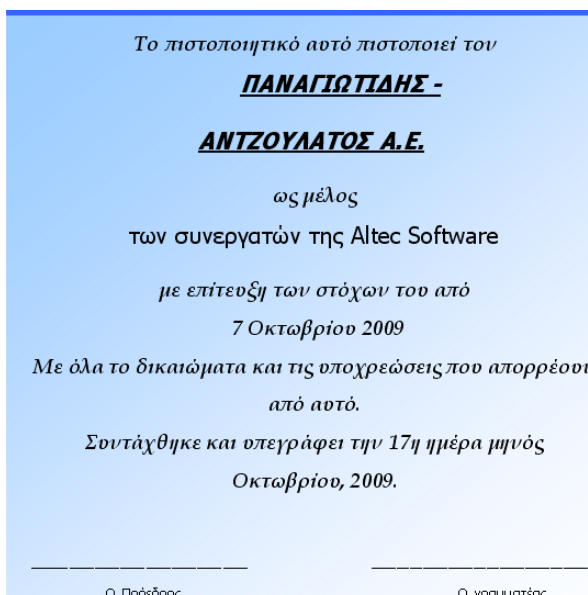 Το πιστοποιητικό αυτό πιστοποιεί τον
ΠΑΝΑΓΙΩΤΙΔΗΣ -
ΑΝΤΖΟΥΛΑΤΟΣ Α.Ε.
ως μέλος
των συνεργατών της Altec Software
με επίτευξη των στόχων του από
7 Οκτωβρίου 2009
Με όλα το δικαιώματα και τις υποχρεώσεις που απορρέουν
από αυτό.
Συντάχθηκε και υπεγράφει την 17η ημέρα μηνός
Οκτωβρίου, 2009.
Ο Πρόεδρος
Ο γραμματέας